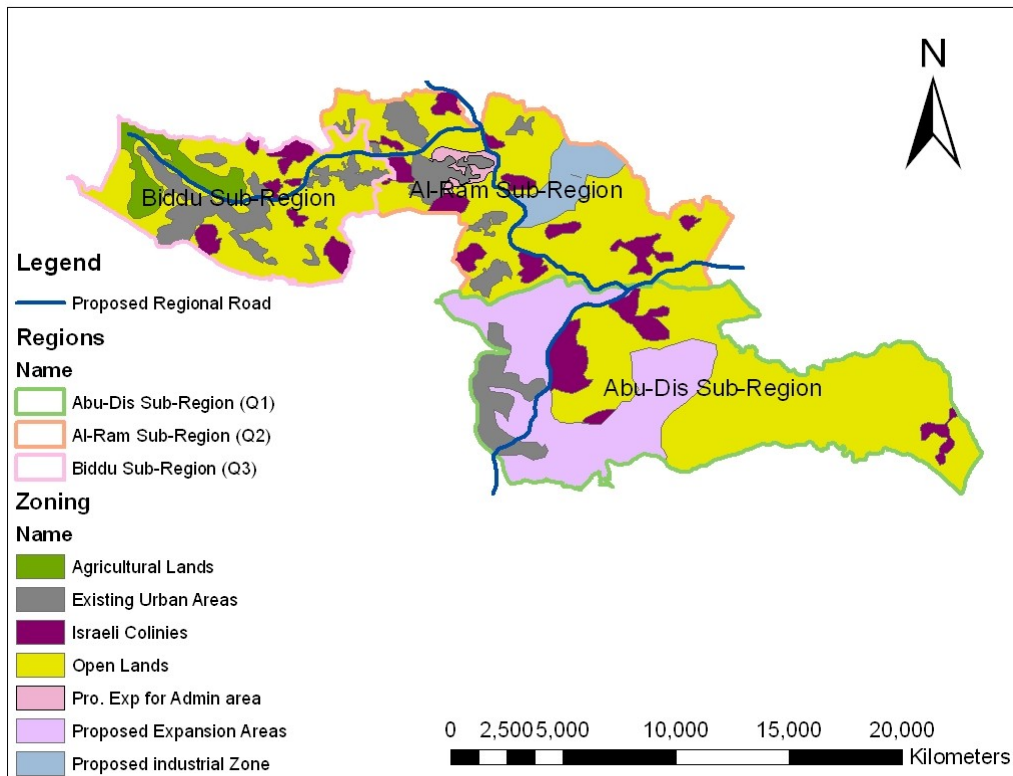 N
Biddu Sub-Region
Al-Ram Sub-Region
Abu-Dis Sub-Region
Legend
Proposed Regional Road
Regions
Name
Abu-Dis Sub-Region (Q1)
Al-Ram Sub-Region (Q2)
Biddu Sub-Region (Q3)
Zoning
Name
Agricultural Lands
Existing Urban Areas
Israeli Colinies
Open Lands
Pro. Exp for Admin area
Proposed Expansion Areas
Proposed industrial Zone
0 2,500 5,000 10,000 15,000 20,000
Kilometers